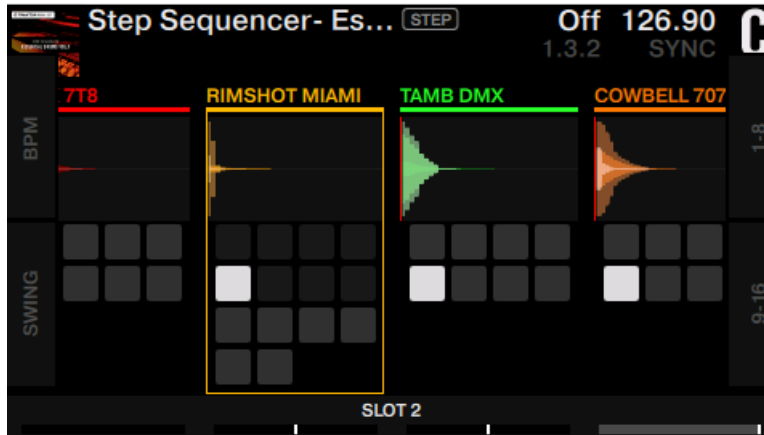 Step Sequencer- Es... STEP Off 126.90 C
1.3.2 SYNC
7T8 RIMSHOT MIAMI TAMB DMX COWBELL 707
BPM 1-8
SWING 9-16
SLOT 2